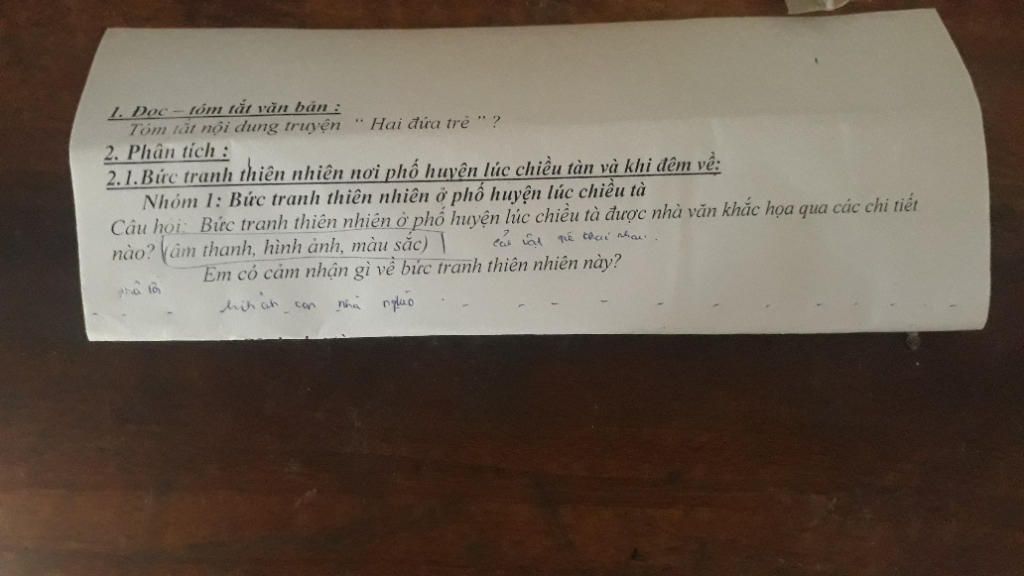 1. Đọc – tóm tắt văn bản :
Tóm tắt nội dung truyện “ Hai đứa trẻ ” ?
2. Phân tích :
2.1.Bức tranh thiên nhiên nơi phố huyện lúc chiều tàn và khi đêm về:
Nhóm 1: Bức tranh thiên nhiên ở phố huyện lúc chiều tà
Câu hỏi: Bức tranh thiên nhiên ở phố huyện lúc chiều tà được nhà văn khắc họa qua các chi tiết
nào? (âm thanh, hình ảnh, màu sắc)
Em có cảm nhận gì về bức tranh thiên nhiên này?
con nhà nghèo